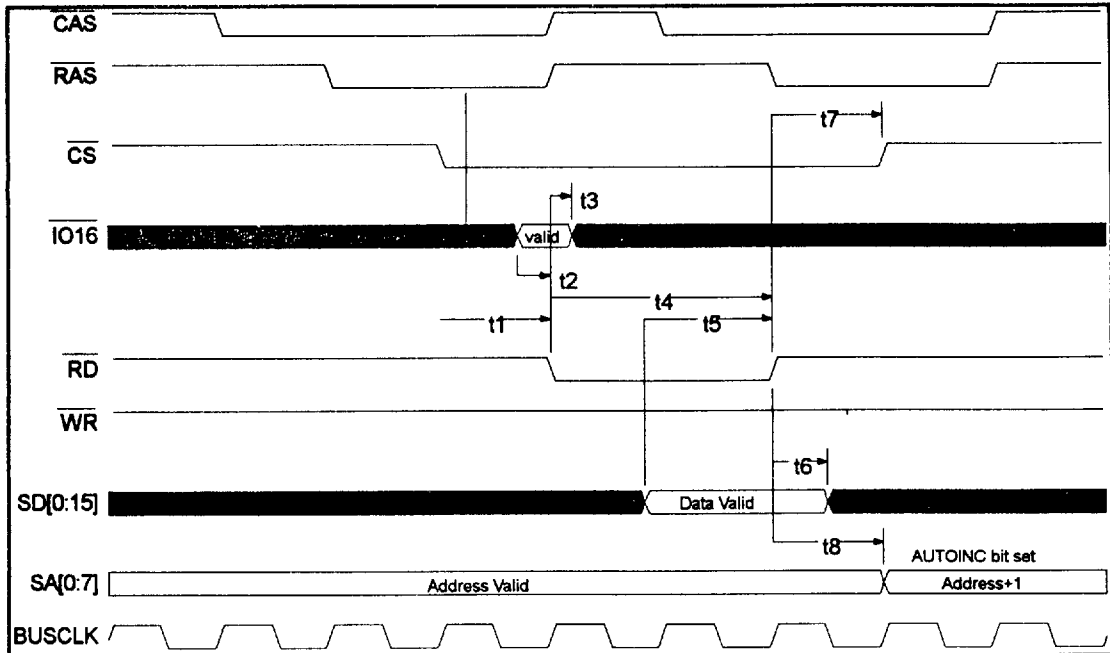 CAS
RAS
t7
CS
t3
IO16
valid
t2
t4
t1
t5
RD
WR
t6
SD[0:15]
Data Valid
t8
AUTOINC bit set
SA[0:7]
Address Valid
Address+1
BUSCLK